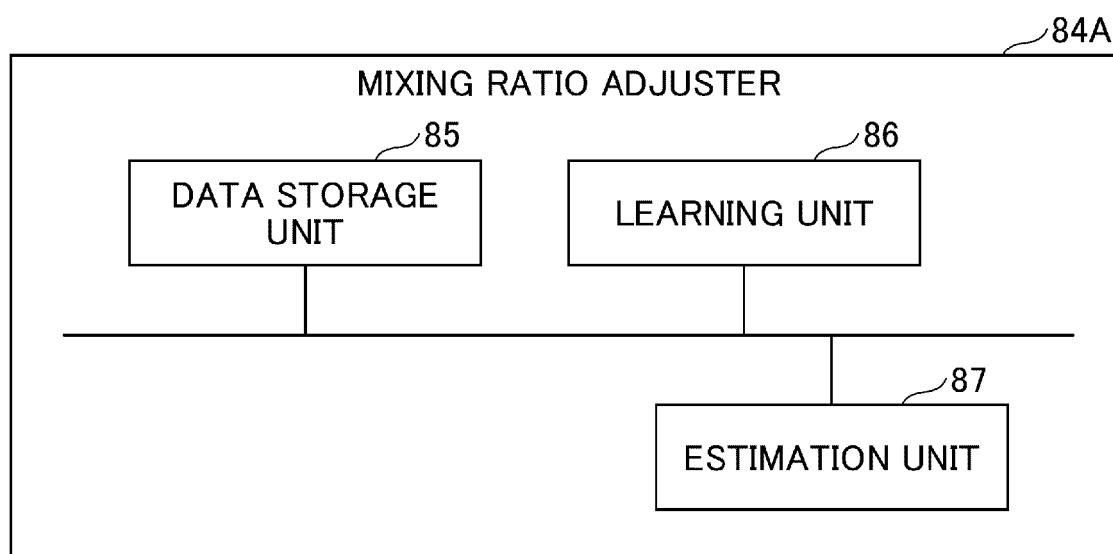 84A
MIXING RATIO ADJUSTER
85
86
DATA STORAGE
UNIT
LEARNING UNIT
87
ESTIMATION UNIT